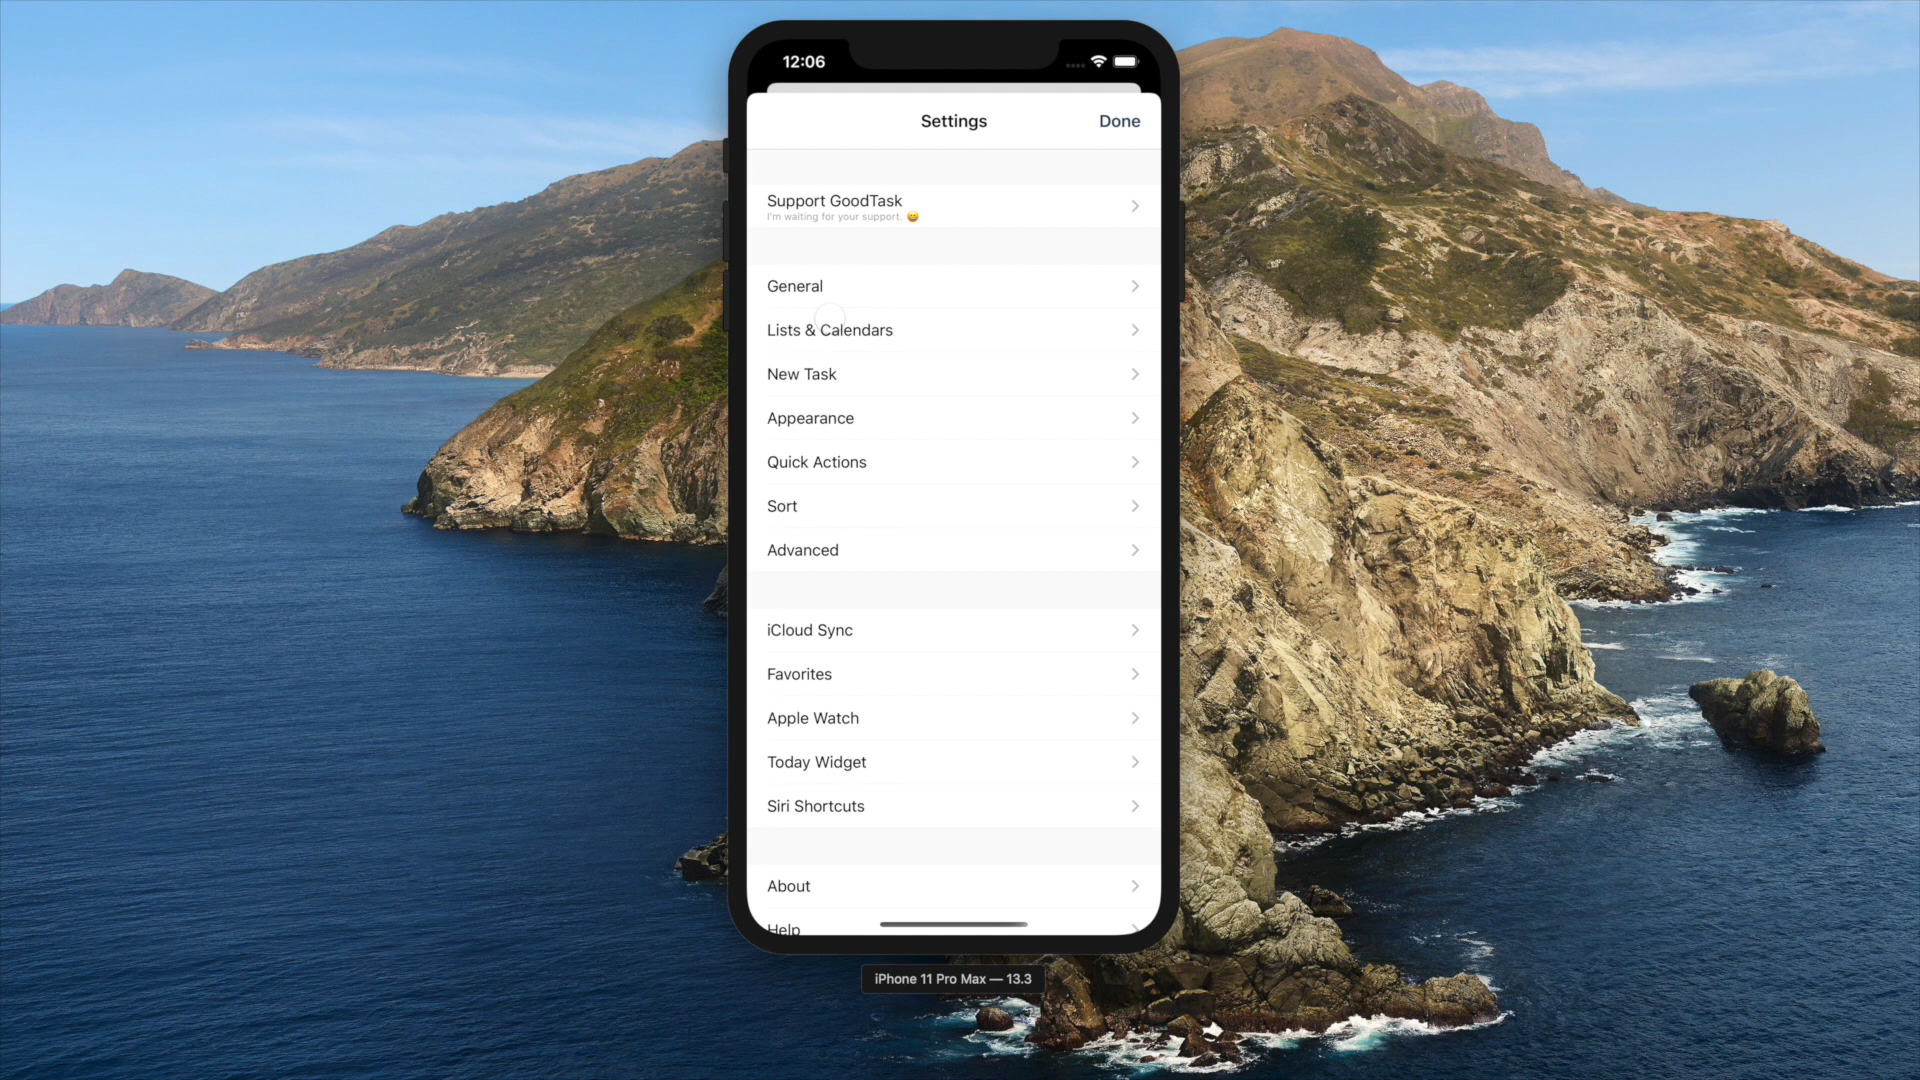 12:06
Settings
Done
Support GoodTask
I'm waiting for your support. 😄
General
Lists & Calendars
New Task
Appearance
Quick Actions
Sort
Advanced
iCloud Sync
Favorites
Apple Watch
Today Widget
Siri Shortcuts
About
Help
iPhone 11 Pro Max — 13.3